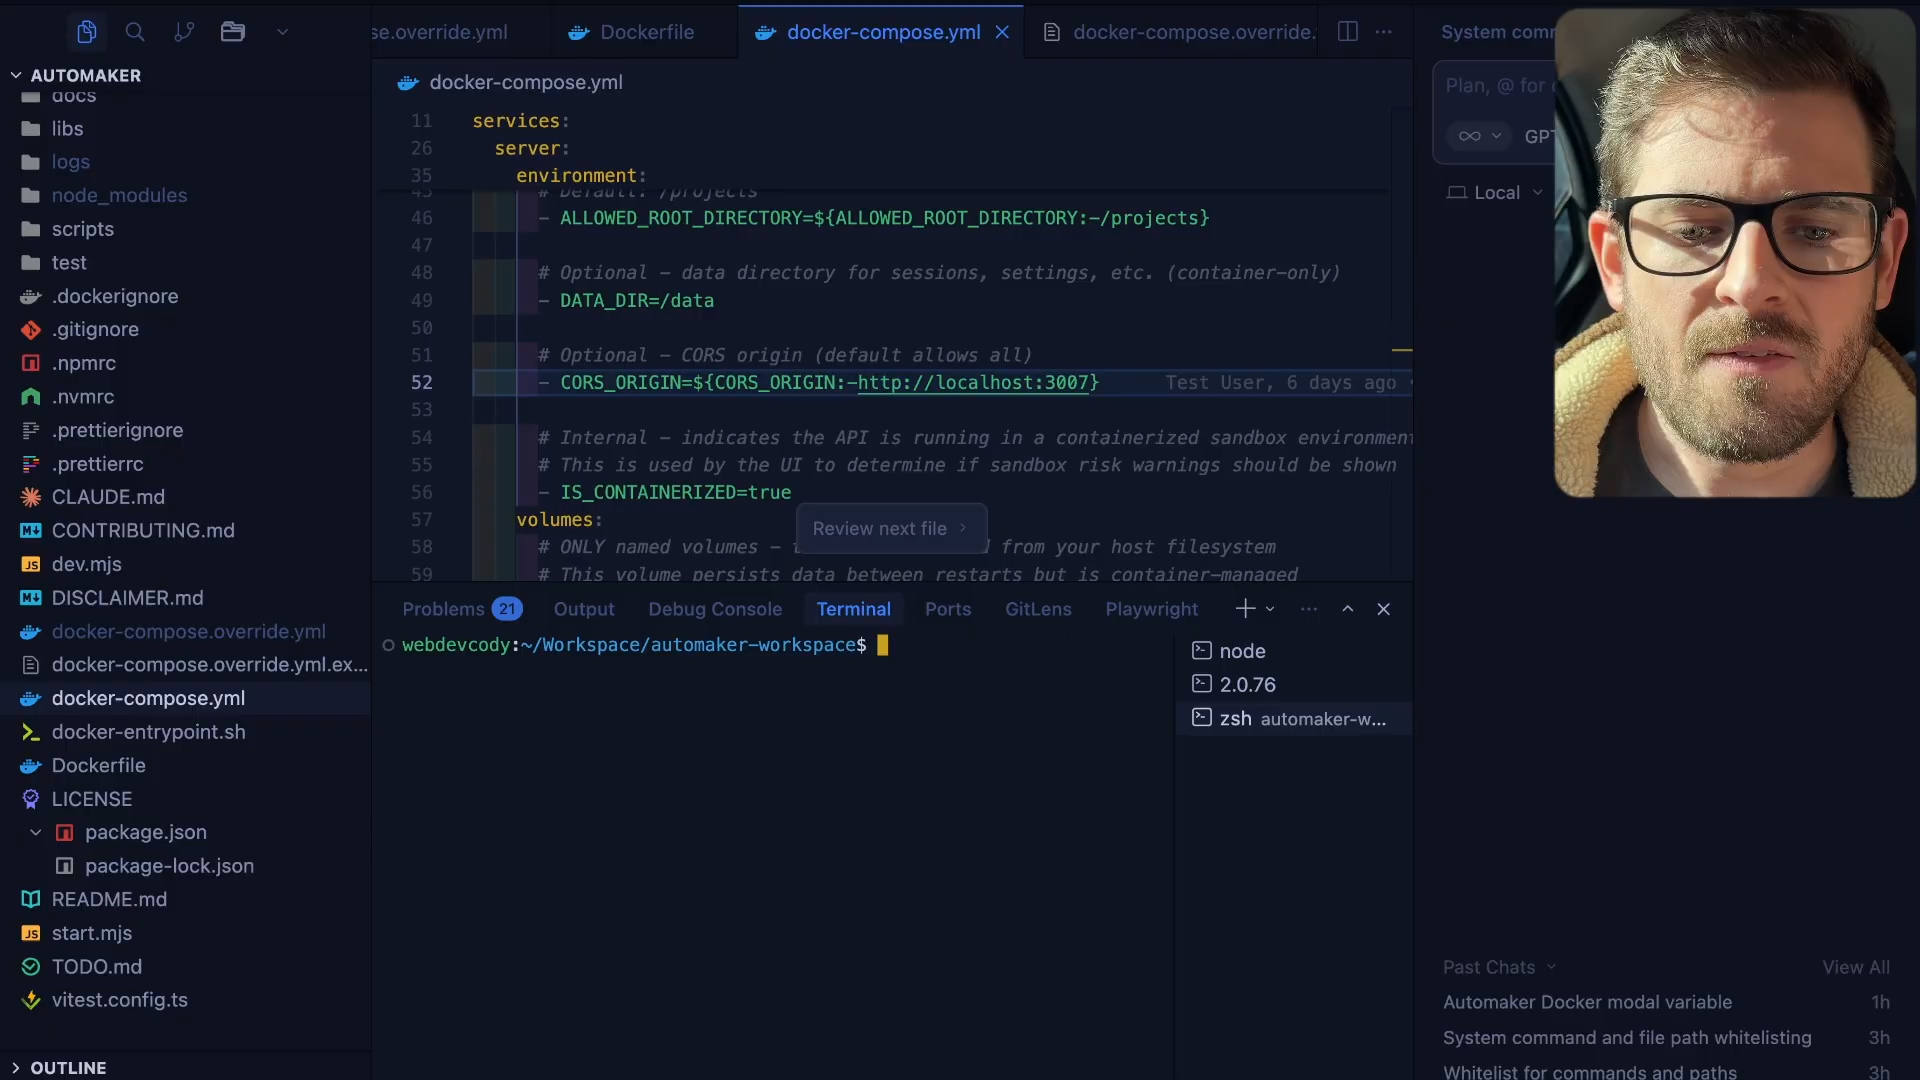 se.override.yml
Dockerfile
docker-compose.yml
docker-compose.override.
System com
AUTOMAKER
docs
libs
logs
node_modules
scripts
test
.dockerignore
.gitignore
.npmrc
.nvmrc
.prettierignore
.prettierrc
CLAUDE.md
CONTRIBUTING.md
dev.mjs
DISCLAIMER.md
docker-compose.override.yml
docker-compose.override.yml.ex...
docker-compose.yml
docker-entrypoint.sh
Dockerfile
LICENSE
package.json
package-lock.json
README.md
start.mjs
TODO.md
vitest.config.ts
OUTLINE
docker-compose.yml
11 services:
26 server:
35 environment:
45 # Default: /projects
46 - ALLOWED_ROOT_DIRECTORY=${ALLOWED_ROOT_DIRECTORY:-/projects}
47
48 # Optional - data directory for sessions, settings, etc. (container-only)
49 - DATA_DIR=/data
50
51 # Optional - CORS origin (default allows all)
52 - CORS_ORIGIN=${CORS_ORIGIN:-http://localhost:3007} Test User, 6 days ago
53
54 # Internal - indicates the API is running in a containerized sandbox environment
55 # This is used by the UI to determine if sandbox risk warnings should be shown
56 - IS_CONTAINERIZED=true
57 volumes:
58 # ONLY named volumes - from your host filesystem
59 # This volume persists data between restarts but is container-managed
Review next file
Problems 21 Output Debug Console Terminal Ports GitLens Playwright
webdevcody:~/Workspace/automaker-workspace$
node
2.0.76
zsh automaker-w...
Plan, @ for
GPT
Local
Past Chats View All
Automaker Docker modal variable 1h
System command and file path whitelisting 3h
Whitelist for commands and paths 3h